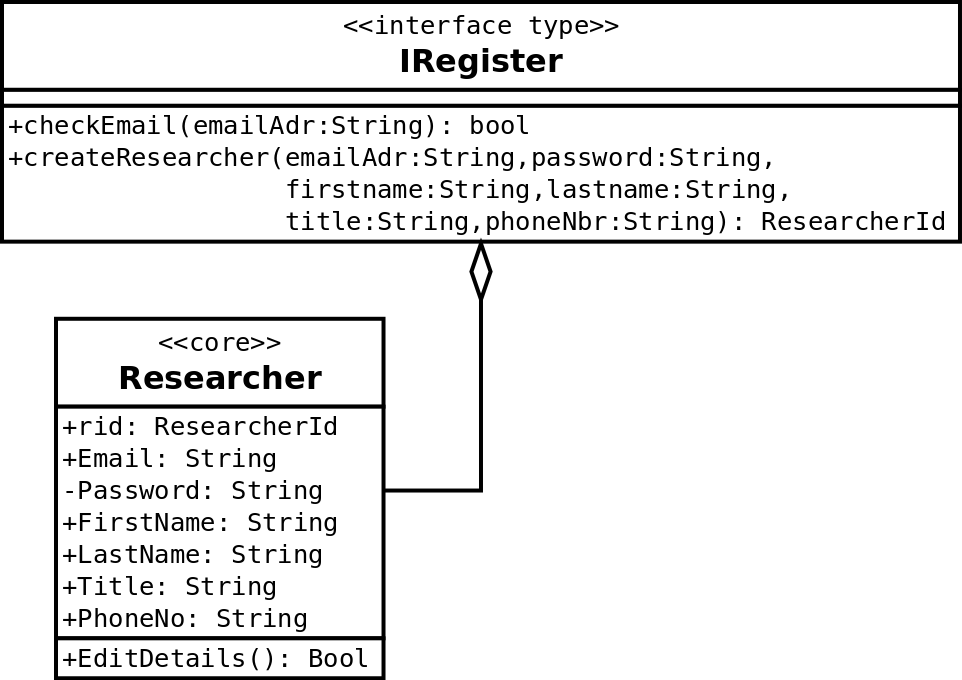 <<interface type>>
IRegister
+checkEmail(emailAdr:String): bool
+createResearcher(emailAdr:String,password:String,
firstname:String,lastname:String,
title:String,phoneNbr:String): ResearcherId
<<core>>
Researcher
+rid: ResearcherId
+Email: String
-Password: String
+FirstName: String
+LastName: String
+Title: String
+PhoneNo: String
+EditDetails(): Bool